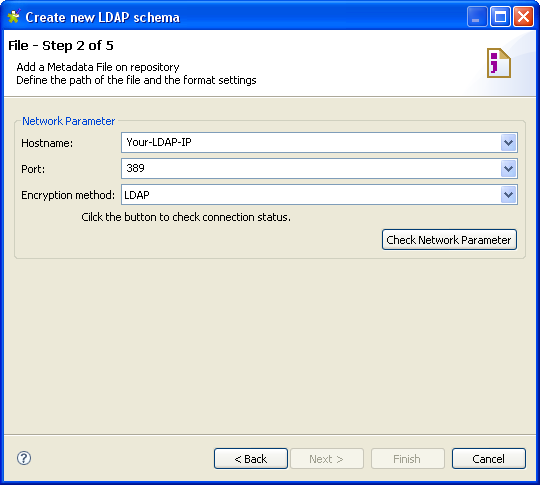 Create new LDAP schema
File - Step 2 of 5
Add a Metadata File on repository
Define the path of the file and the format settings
Network Parameter
Hostname: Your-LDAP-IP
Port: 389
Encryption method: LDAP
Click the button to check connection status.
Check Network Parameter
? < Back Next > Finish Cancel